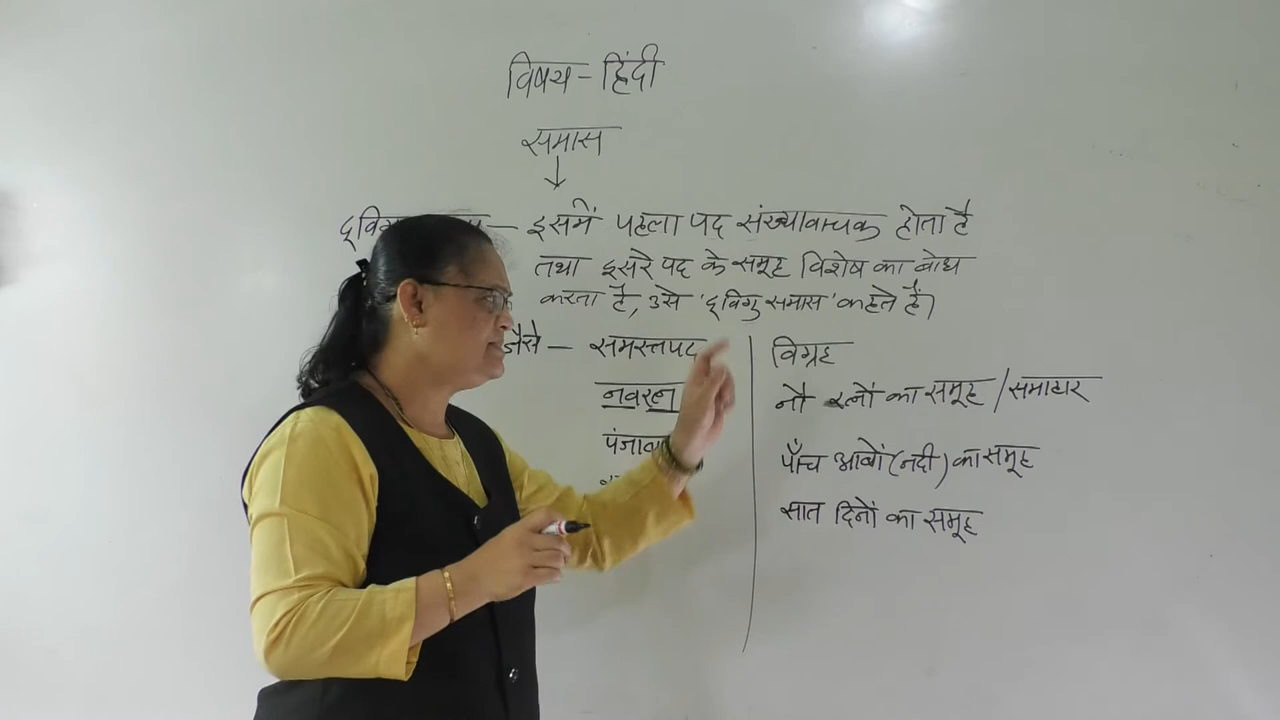 विषय - हिंदी
समास
↓
इसमें पहला पद संख्यावाचक होता है
तथा दूसरे पद के समूह विशेष का बोध
करता है, उसे 'द्विगु समास' कहते हैं।
जैसे — समस्तपद | विग्रह
नवरत्न नौ रत्नों का समूह / समाहार
पाँच आबों (नदी) का समूह
सात दिनों का समूह